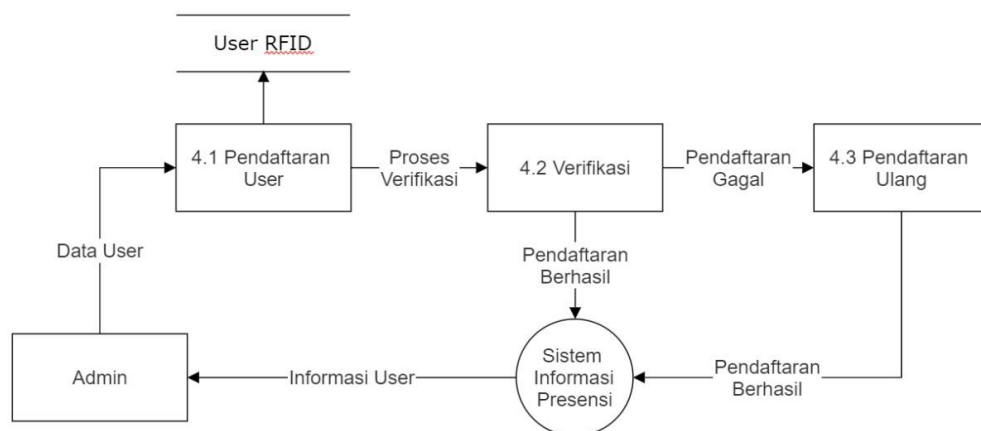 User RFID
4.1 Pendaftaran
User
Proses
Verifikasi
4.2 Verifikasi
Pendaftaran
Gagal
4.3 Pendaftaran
Ulang
Data User
Pendaftaran
Berhasil
Admin
Informasi User
Sistem
Informasi
Presensi
Pendaftaran
Berhasil